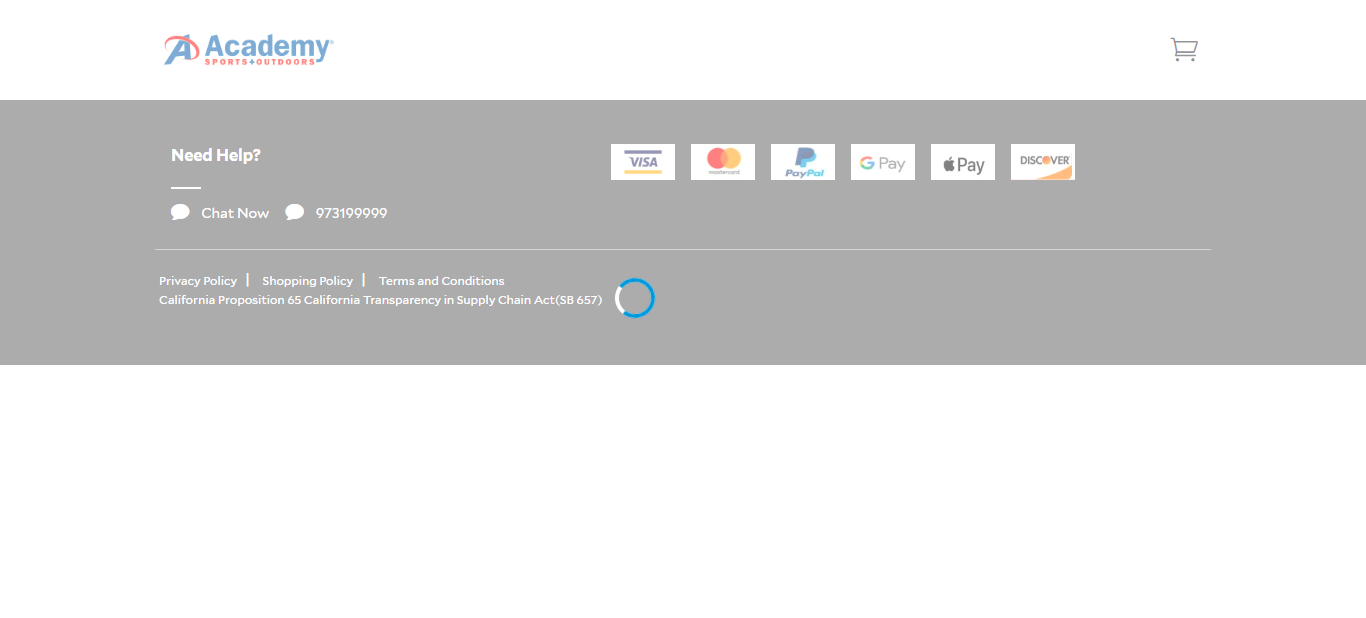 Academy
SPORTS+OUTDOORS
Need Help?
VISA
mastercard
PayPal
G Pay
Pay
DISCOVER
Chat Now 973199999
Privacy Policy | Shopping Policy | Terms and Conditions
California Proposition 65 California Transparency in Supply Chain Act(SB 657)